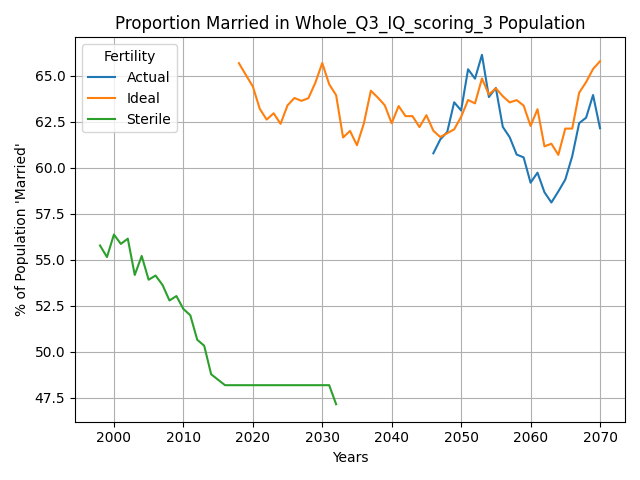 Proportion Married in Whole_Q3_IQ_scoring_3 Population
Fertility
Actual
Ideal
Sterile
% of Population 'Married'
65.0
62.5
60.0
57.5
55.0
52.5
50.0
47.5
2000 2010 2020 2030 2040 2050 2060 2070
Years